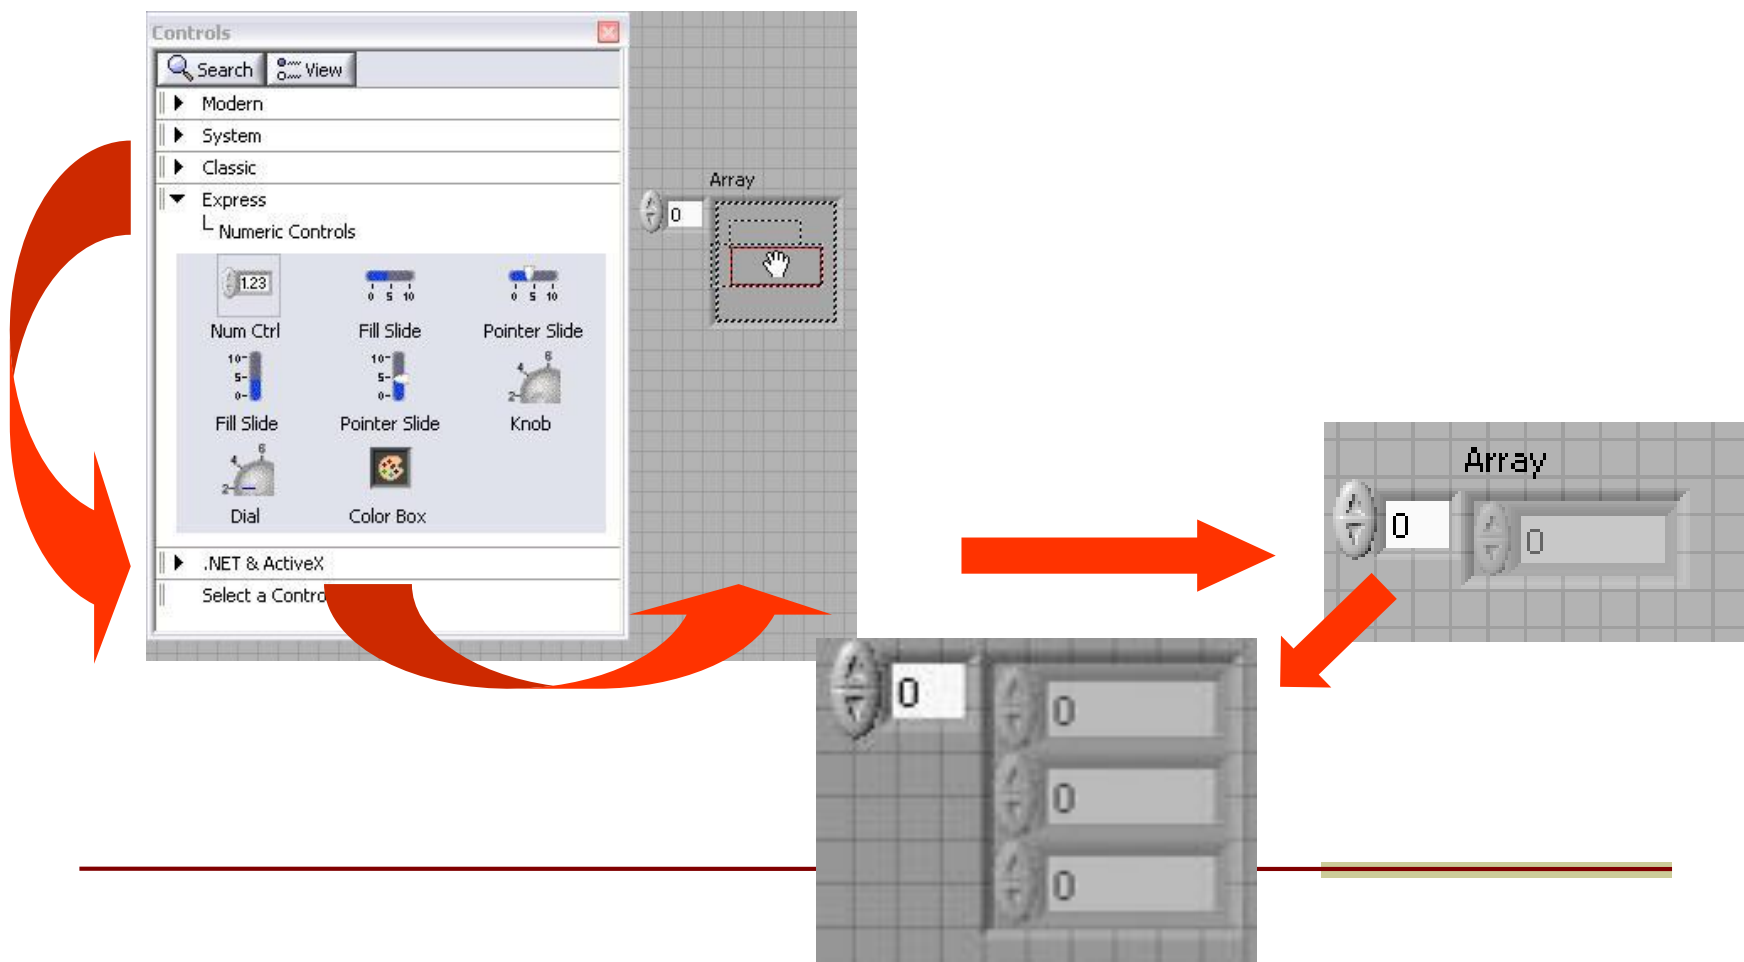 Controls
Search View
Modern
System
Classic
Express
Numeric Controls
1.23
0 5 10
0 5 10
Num Ctrl Fill Slide Pointer Slide
10-
5-
0-
10-
5-
0-
2 4 6
Fill Slide Pointer Slide Knob
2 4 6
Dial Color Box
.NET & ActiveX
Select a Contro
Array
0
Array
0 0
0 0
0
0